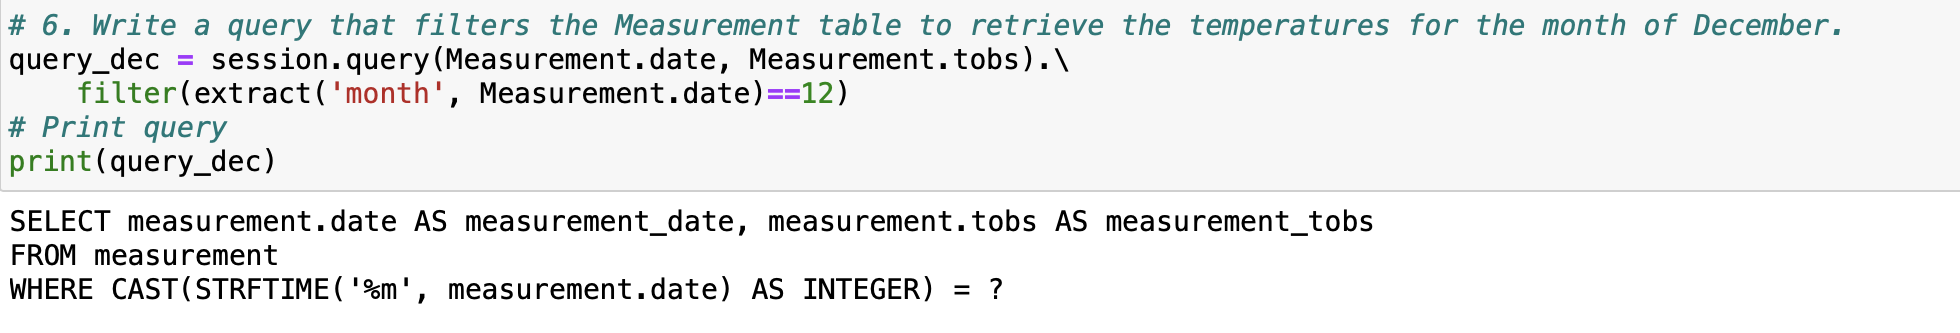 # 6. Write a query that filters the Measurement table to retrieve the temperatures for the month of December.
query_dec = session.query(Measurement.date, Measurement.tobs).\
    filter(extract('month', Measurement.date)==12)
# Print query
print(query_dec)
SELECT measurement.date AS measurement_date, measurement.tobs AS measurement_tobs
FROM measurement
WHERE CAST(STRFTIME('%m', measurement.date) AS INTEGER) = ?